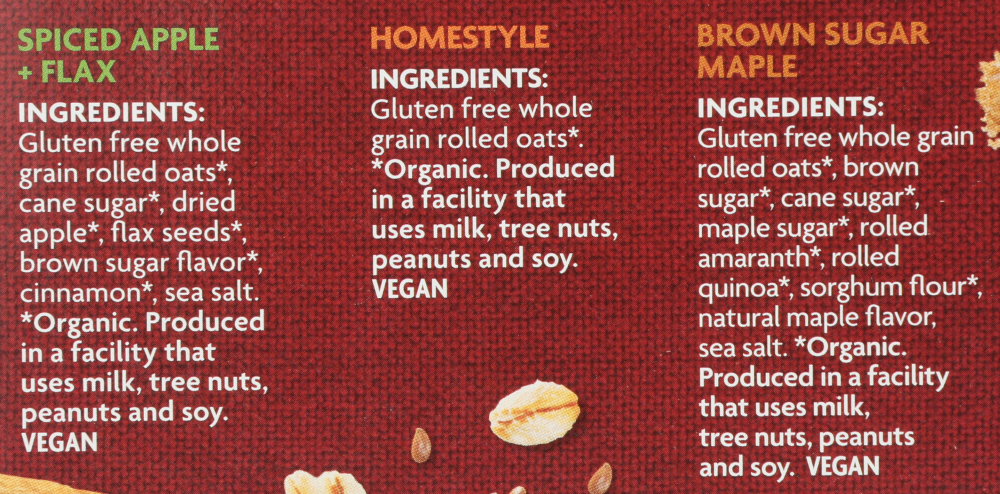 SPICED APPLE
+ FLAX
INGREDIENTS:
Gluten free whole
grain rolled oats*,
cane sugar*, dried
apple*, flax seeds*,
brown sugar flavor*,
cinnamon*, sea salt.
*Organic. Produced
in a facility that
uses milk, tree nuts,
peanuts and soy.
VEGAN
HOMESTYLE
INGREDIENTS:
Gluten free whole
grain rolled oats*.
*Organic. Produced
in a facility that
uses milk, tree nuts,
peanuts and soy.
VEGAN
BROWN SUGAR
MAPLE
INGREDIENTS:
Gluten free whole grain
rolled oats*, brown
sugar*, cane sugar*,
maple sugar*, rolled
amaranth*, rolled
quinoa*, sorghum flour*,
natural maple flavor,
sea salt. *Organic.
Produced in a facility
that uses milk,
tree nuts, peanuts
and soy. VEGAN